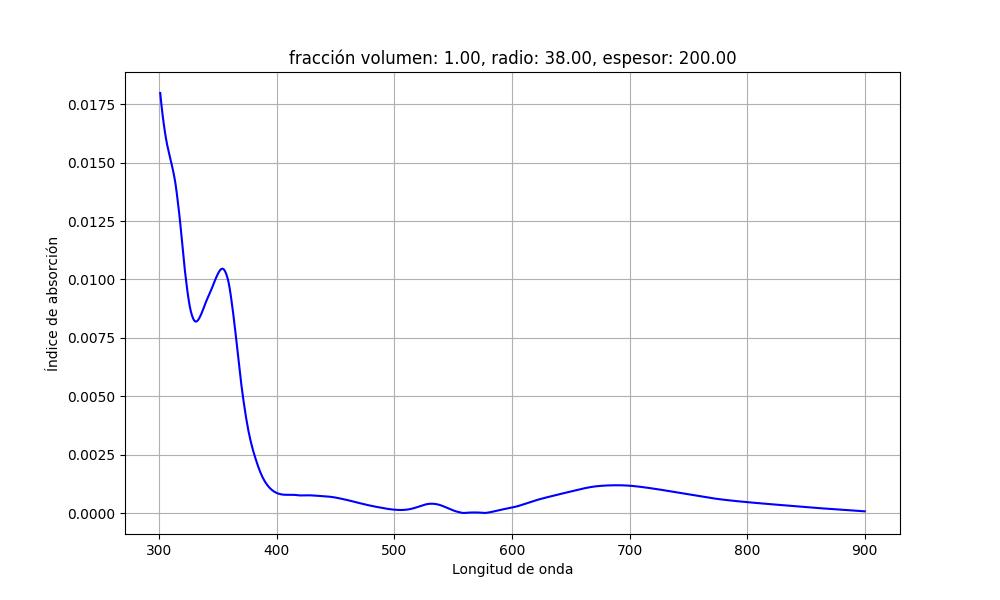 fracción volumen: 1.00, radio: 38.00, espesor: 200.00
0.0175
0.0150
0.0125
0.0100
0.0075
0.0050
0.0025
0.0000
Índice de absorción
300 400 500 600 700 800 900
Longitud de onda